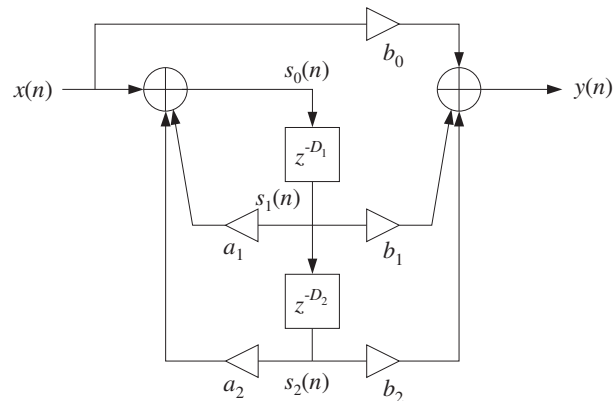 b₀
s₀(n)
x(n)
y(n)
z⁻ᴰ¹
s₁(n)
a₁
b₁
z⁻ᴰ²
a₂
s₂(n)
b₂